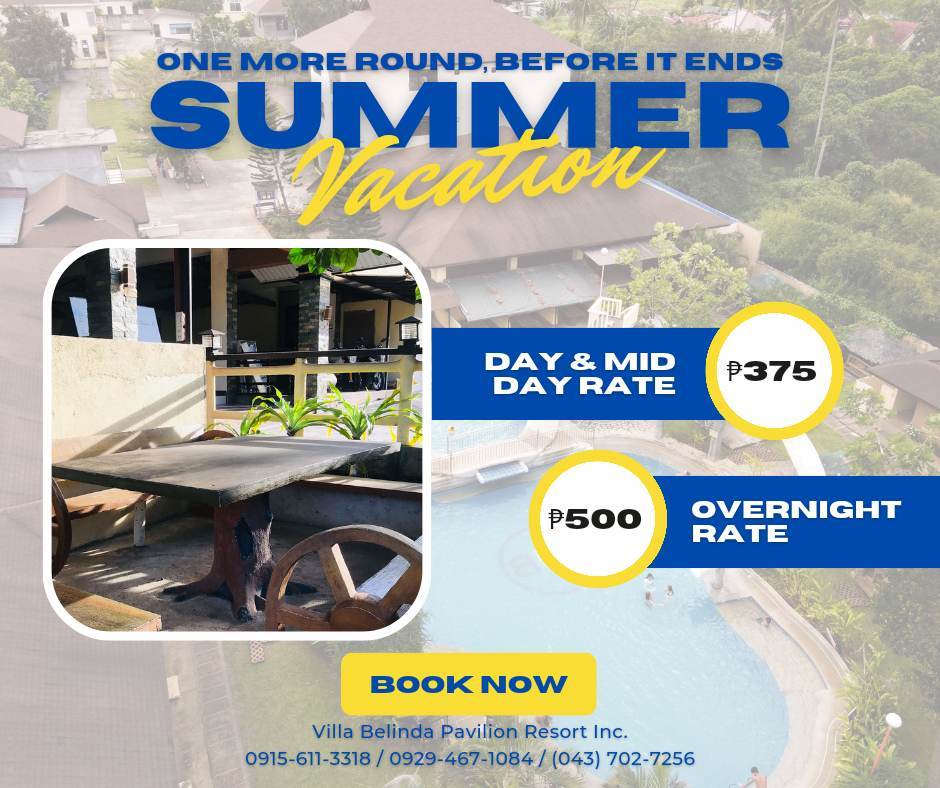 ONE MORE ROUND, BEFORE IT ENDS
SUMMER
Vacation
DAY & MID
DAY RATE
₱375
₱500
OVERNIGHT
RATE
BOOK NOW
Villa Belinda Pavilion Resort Inc.
0915-611-3318 / 0929-467-1084 / (043) 702-7256